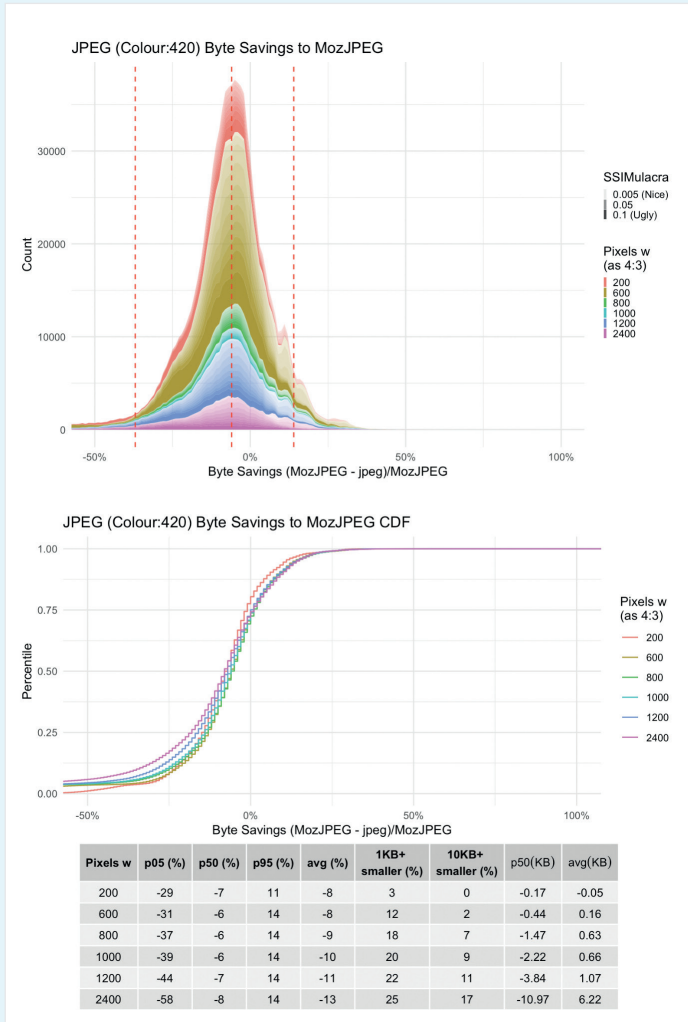 JPEG (Colour:420) Byte Savings to MozJPEG
30000
20000
10000
0
Count
-50%
0%
50%
100%
Byte Savings (MozJPEG - jpeg)/MozJPEG
SSIMulacra
0.005 (Nice)
0.05
0.1 (Ugly)
Pixels w
(as 4:3)
200
600
800
1000
1200
2400
JPEG (Colour:420) Byte Savings to MozJPEG CDF
1.00
0.75
0.50
0.25
0.00
Percentile
-50%
0%
50%
100%
Byte Savings (MozJPEG - jpeg)/MozJPEG
Pixels w
(as 4:3)
200
600
800
1000
1200
2400
Pixels w p05 (%) p50 (%) p95 (%) avg (%) 1KB+ smaller (%) 10KB+ smaller (%) p50(KB) avg(KB)
200 -29 -7 11 -8 3 0 -0.17 -0.05
600 -31 -6 14 -8 12 2 -0.44 0.16
800 -37 -6 14 -9 18 7 -1.47 0.63
1000 -39 -6 14 -10 20 9 -2.22 0.66
1200 -44 -7 14 -11 22 11 -3.84 1.07
2400 -58 -8 14 -13 25 17 -10.97 6.22